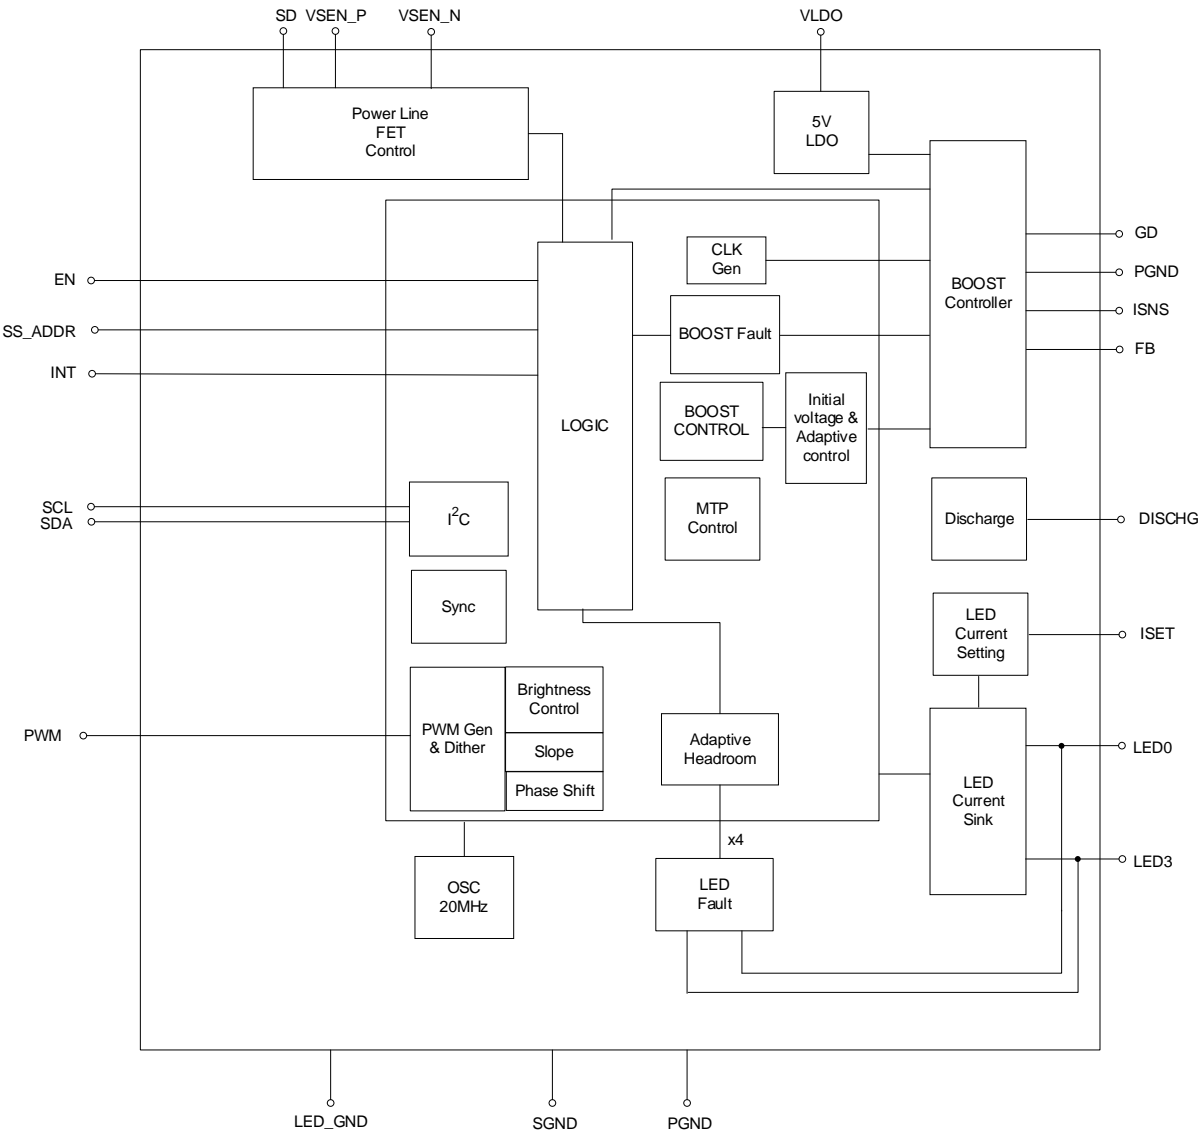 SD VSEN_P VSEN_N VLDO
Power Line
FET
Control
5V
LDO
CLK
Gen
BOOST
Controller
GD
PGND
ISNS
FB
EN
SS_ADDR
INT
LOGIC
BOOST Fault
BOOST
CONTROL
Initial
voltage &
Adaptive
control
SCL
SDA
I²C
MTP
Control
Discharge
DISCHG
Sync
LED
Current
Setting
ISET
PWM
PWM Gen
& Dither
Brightness
Control
Slope
Phase Shift
Adaptive
Headroom
LED
Current
Sink
LED0
LED3
x4
OSC
20MHz
LED
Fault
LED_GND
SGND
PGND